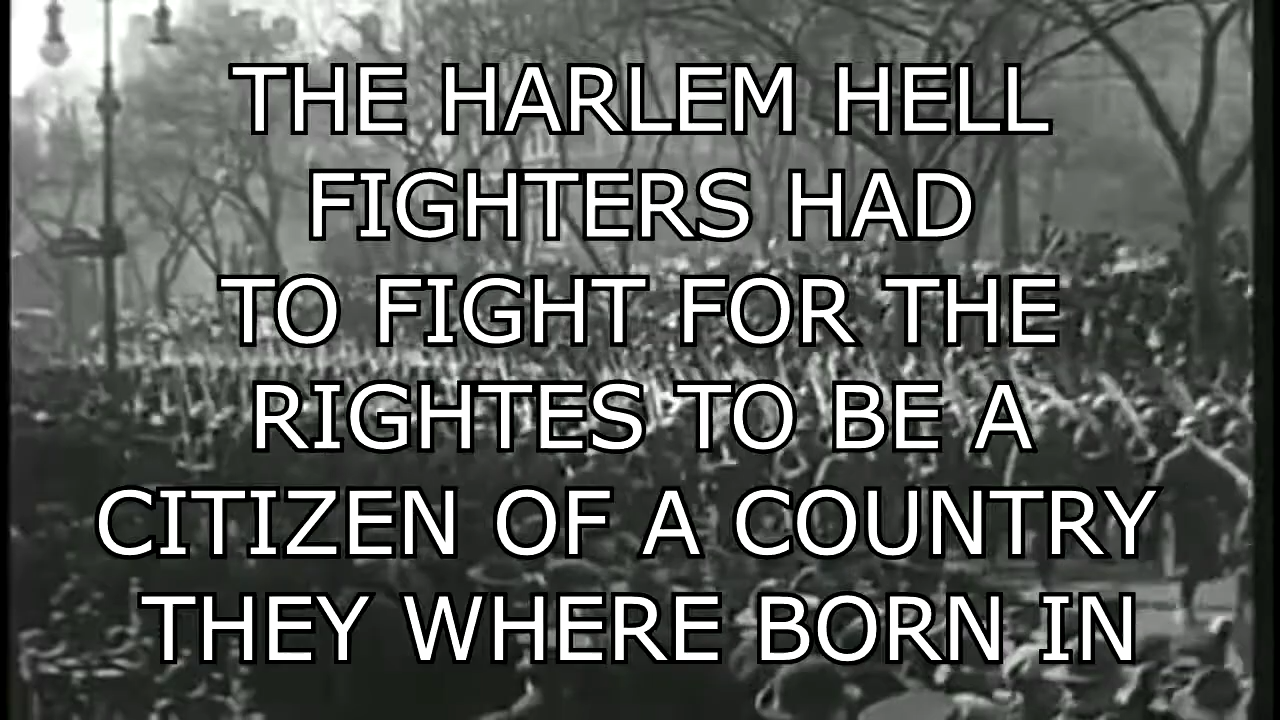 THE HARLEM HELL
FIGHTERS HAD
TO FIGHT FOR THE
RIGHTES TO BE A
CITIZEN OF A COUNTRY
THEY WHERE BORN IN